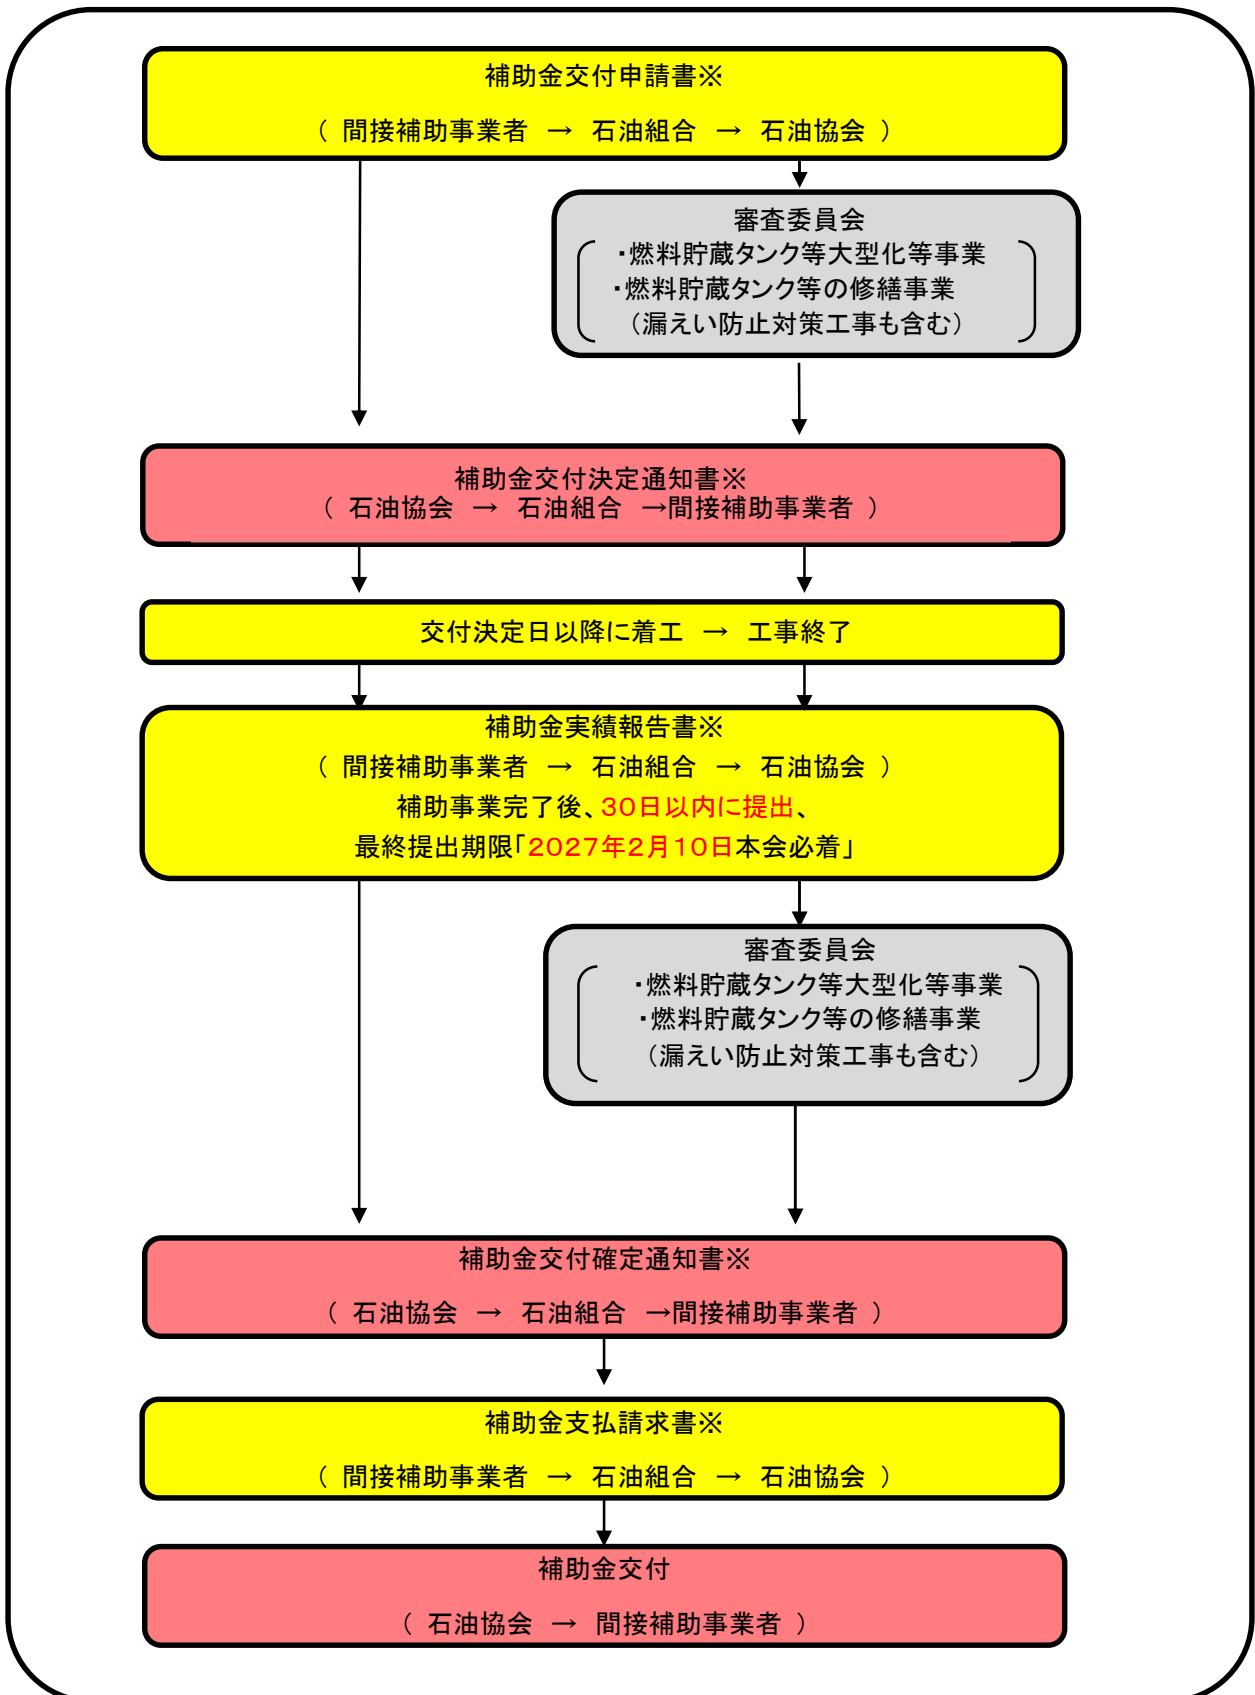 補助金交付申請書※
（ 間接補助事業者 → 石油組合 → 石油協会 ）
審査委員会
・燃料貯蔵タンク等大型化等事業
・燃料貯蔵タンク等の修繕事業
（漏えい防止対策工事も含む）
補助金交付決定通知書※
（ 石油協会 → 石油組合 →間接補助事業者 ）
交付決定日以降に着工 → 工事終了
補助金実績報告書※
（ 間接補助事業者 → 石油組合 → 石油協会 ）
補助事業完了後、30日以内に提出、
最終提出期限「2027年2月10日本会必着」
審査委員会
・燃料貯蔵タンク等大型化等事業
・燃料貯蔵タンク等の修繕事業
（漏えい防止対策工事も含む）
補助金交付確定通知書※
（ 石油協会 → 石油組合 →間接補助事業者 ）
補助金支払請求書※
（ 間接補助事業者 → 石油組合 → 石油協会 ）
補助金交付
（ 石油協会 → 間接補助事業者 ）